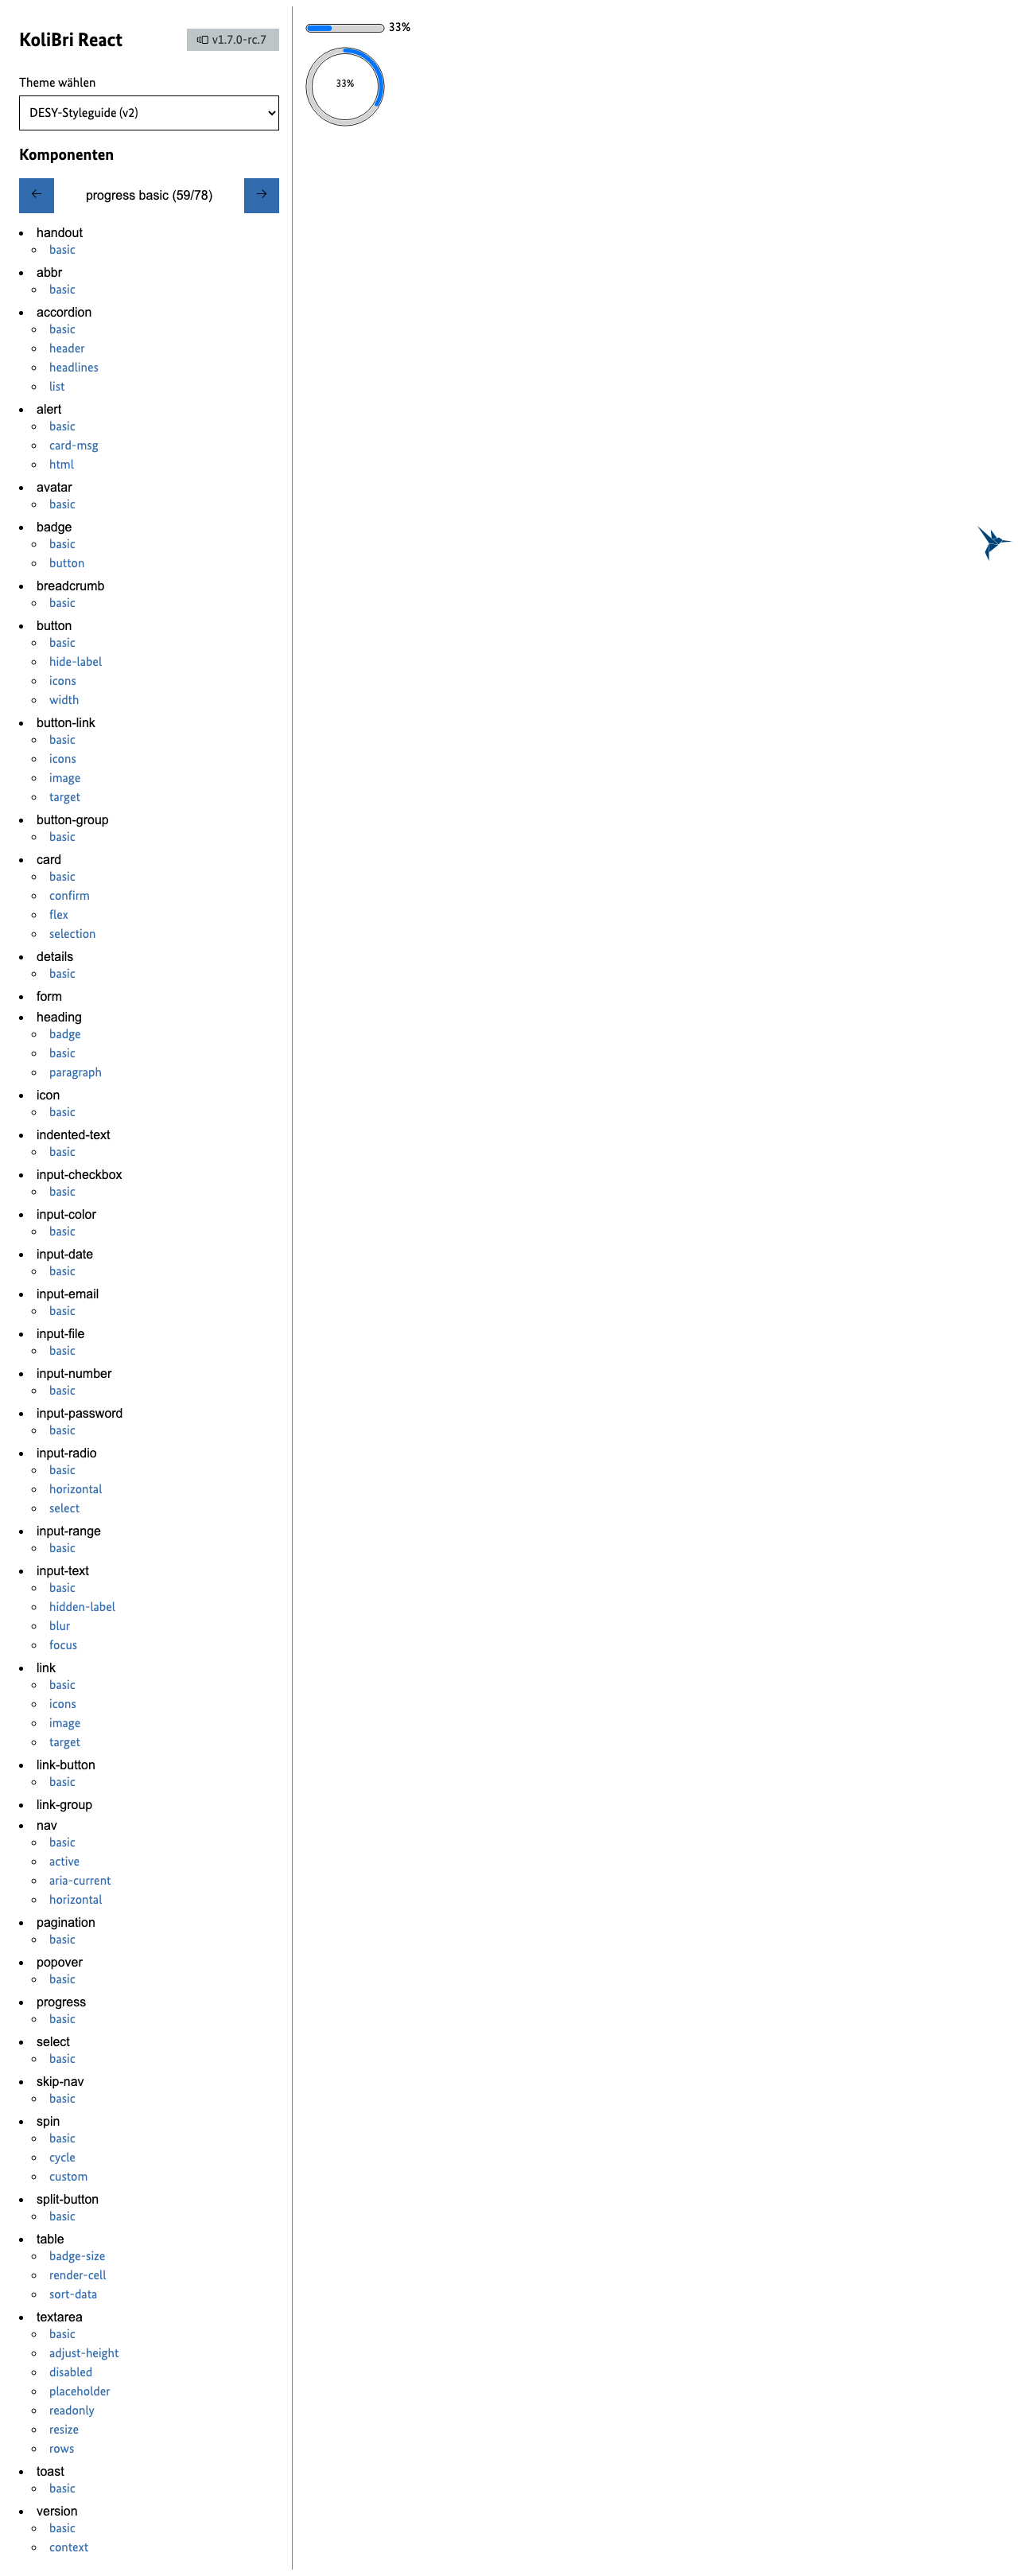 KoliBri React
v1.7.0-rc.7
Theme wählen
DESY-Styleguide (v2)
Komponenten
progress basic (59/78)
handout
basic
abbr
basic
accordion
basic
header
headlines
list
alert
basic
card-msg
html
avatar
basic
badge
basic
button
breadcrumb
basic
button
basic
hide-label
icons
width
button-link
basic
icons
image
target
button-group
basic
card
basic
confirm
flex
selection
details
basic
form
heading
badge
basic
paragraph
icon
basic
indented-text
basic
input-checkbox
basic
input-color
basic
input-date
basic
input-email
basic
input-file
basic
input-number
basic
input-password
basic
input-radio
basic
horizontal
select
input-range
basic
input-text
basic
hidden-label
blur
focus
link
basic
icons
image
target
link-button
basic
link-group
nav
basic
active
aria-current
horizontal
pagination
basic
popover
basic
progress
basic
select
basic
skip-nav
basic
spin
basic
cycle
custom
split-button
basic
table
badge-size
render-cell
sort-data
textarea
basic
adjust-height
disabled
placeholder
readonly
resize
rows
toast
basic
version
basic
context
33%
33%